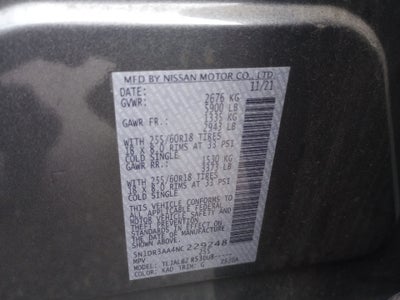 MFD BY NISSAN MOTOR CO., LTD.
DATE: 11/21
GVWR: 2676 KG
5900 LB
GAWR FR.: 1335 KG
2943 LB
WITH 255/60R18 TIRES
18 X 8.0 RIMS AT 33 PSI
COLD SINGLE
GAWR RR.: 1530 KG
3373 LB
WITH 255/60R18 TIRES
18 X 8.0 RIMS AT 33 PSI
COLD SINGLE
THIS VEHICLE CONFORMS TO ALL
APPLICABLE FEDERAL MOTOR
VEHICLE SAFETY AND
THEFT PREVENTION STANDARDS
IN EFFECT ON THE DATE OF
MANUFACTURE SHOWN ABOVE.
5N1DR3AA4NC229248
MPV
MODEL:
COLOR: KAD TRIM: G